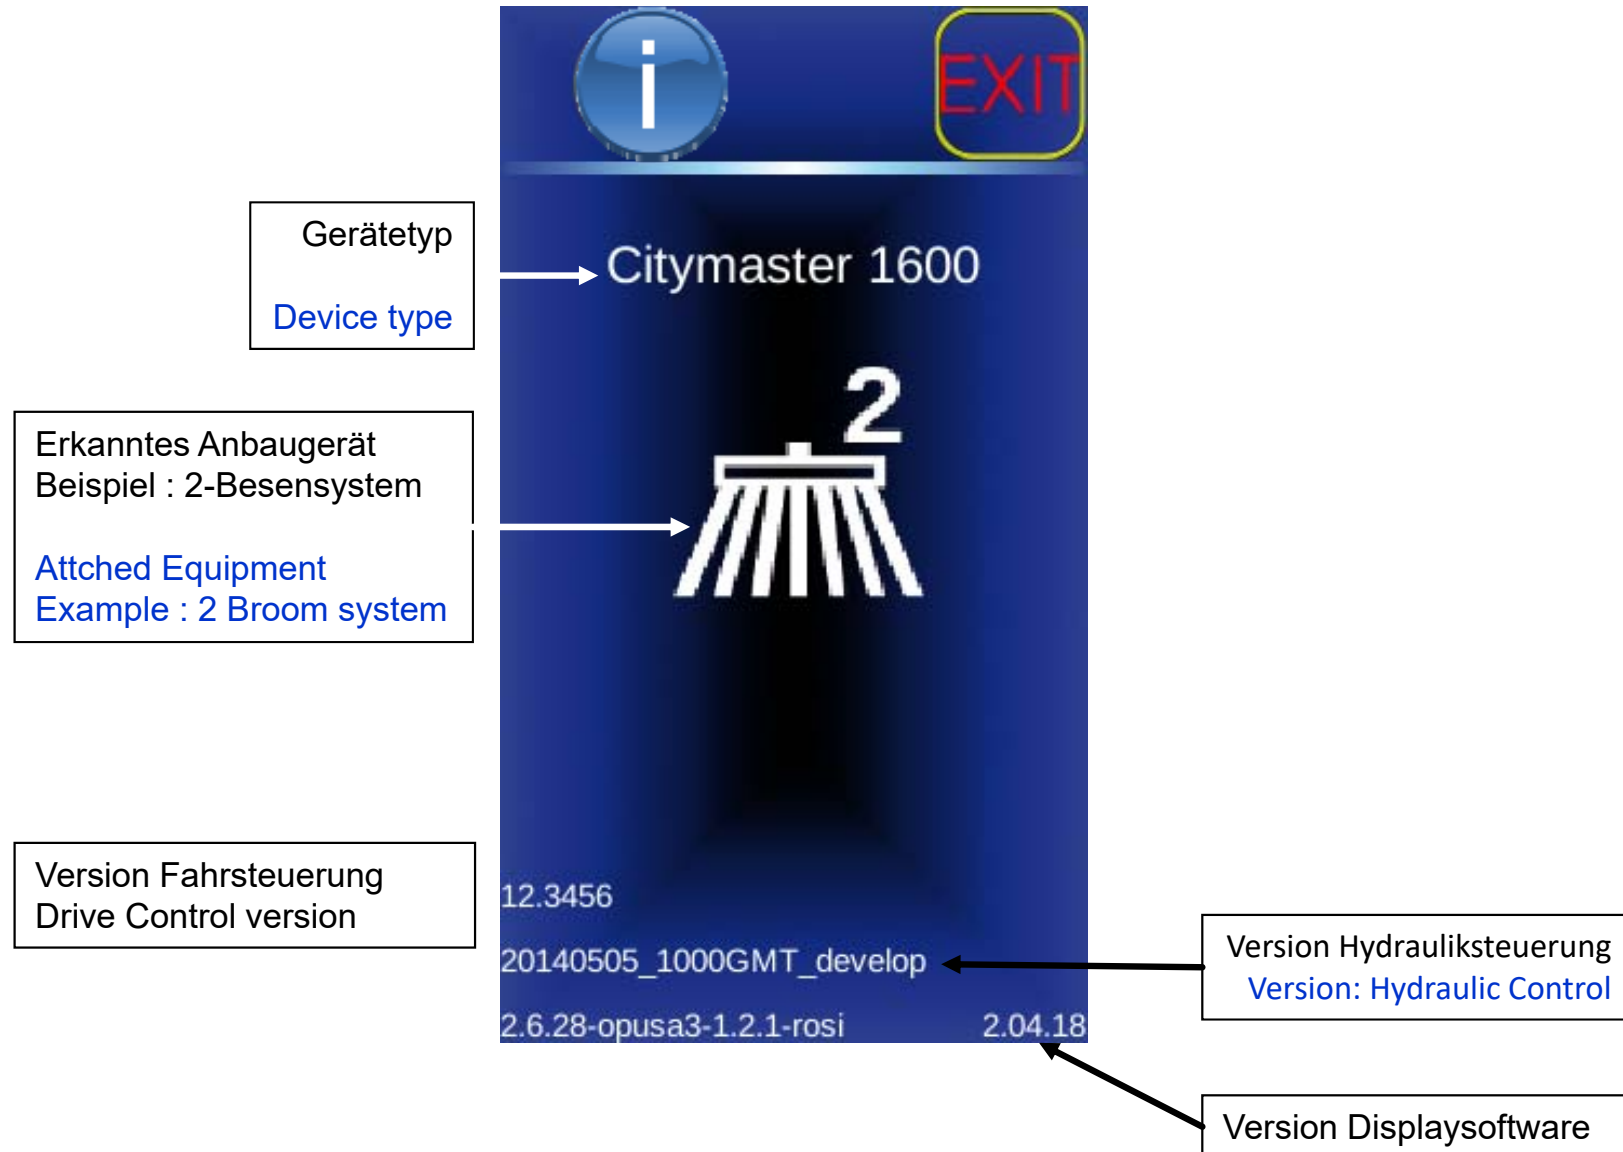 i
EXIT
Gerätetyp
Device type
Citymaster 1600
2
Erkanntes Anbaugerät
Beispiel : 2-Besensystem
Attched Equipment
Example : 2 Broom system
Version Fahrsteuerung
Drive Control version
12.3456
20140505_1000GMT_develop
Version Hydrauliksteuerung
Version: Hydraulic Control
2.6.28-opusa3-1.2.1-rosi
2.04.18
Version Displaysoftware